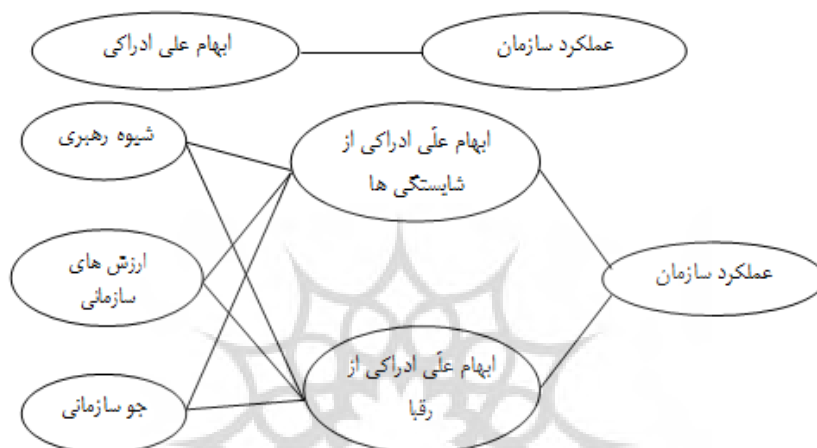 عملکرد سازمان
ابهام علی ادراکی
شیوه رهبری
ابهام علّی ادراکی از
شایستگی ها
ارزش های
سازمانی
عملکرد سازمان
ابهام علّی ادراکی از
رقبا
جو سازمانی